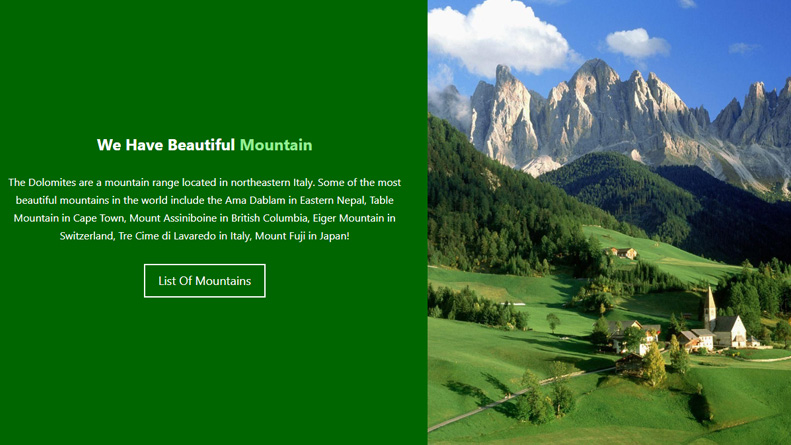 We Have Beautiful Mountain
The Dolomites are a mountain range located in northeastern Italy. Some of the most
beautiful mountains in the world include the Ama Dablam in Eastern Nepal, Table
Mountain in Cape Town, Mount Assiniboine in British Columbia, Eiger Mountain in
Switzerland, Tre Cime di Lavaredo in Italy, Mount Fuji in Japan!
List Of Mountains